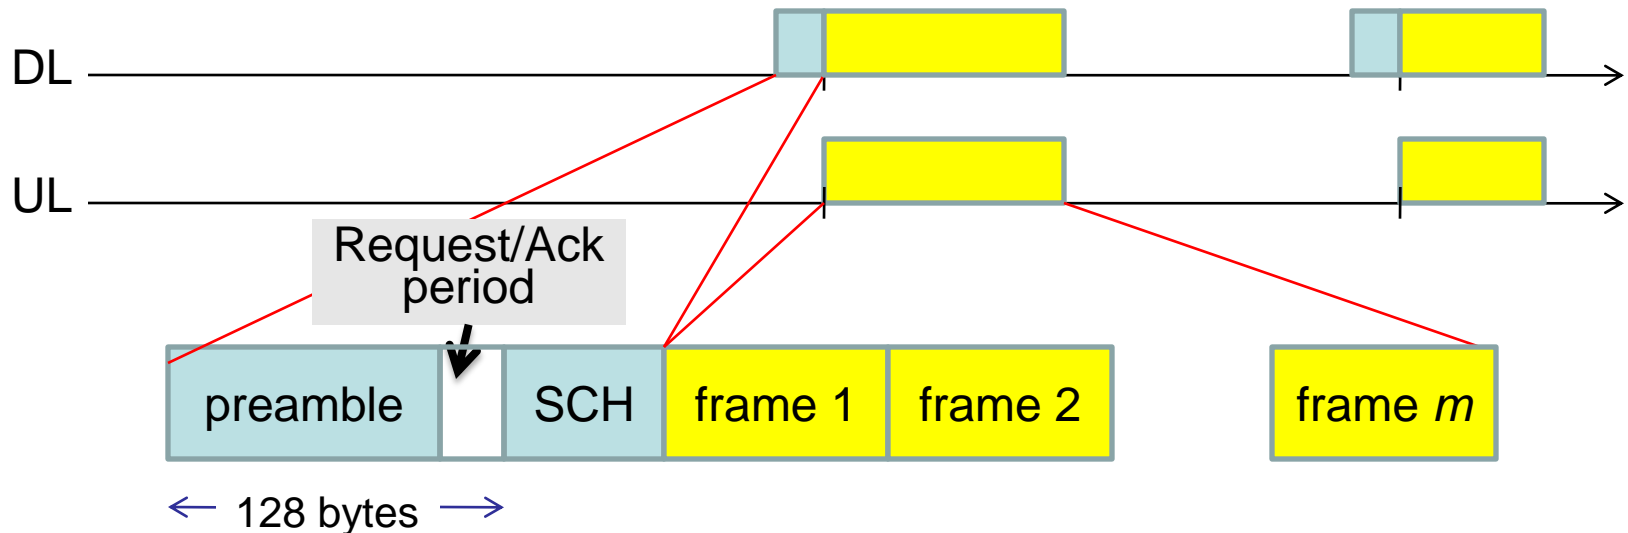 DL
UL
Request/Ack
period
preamble
SCH
frame 1
frame 2
frame m
128 bytes